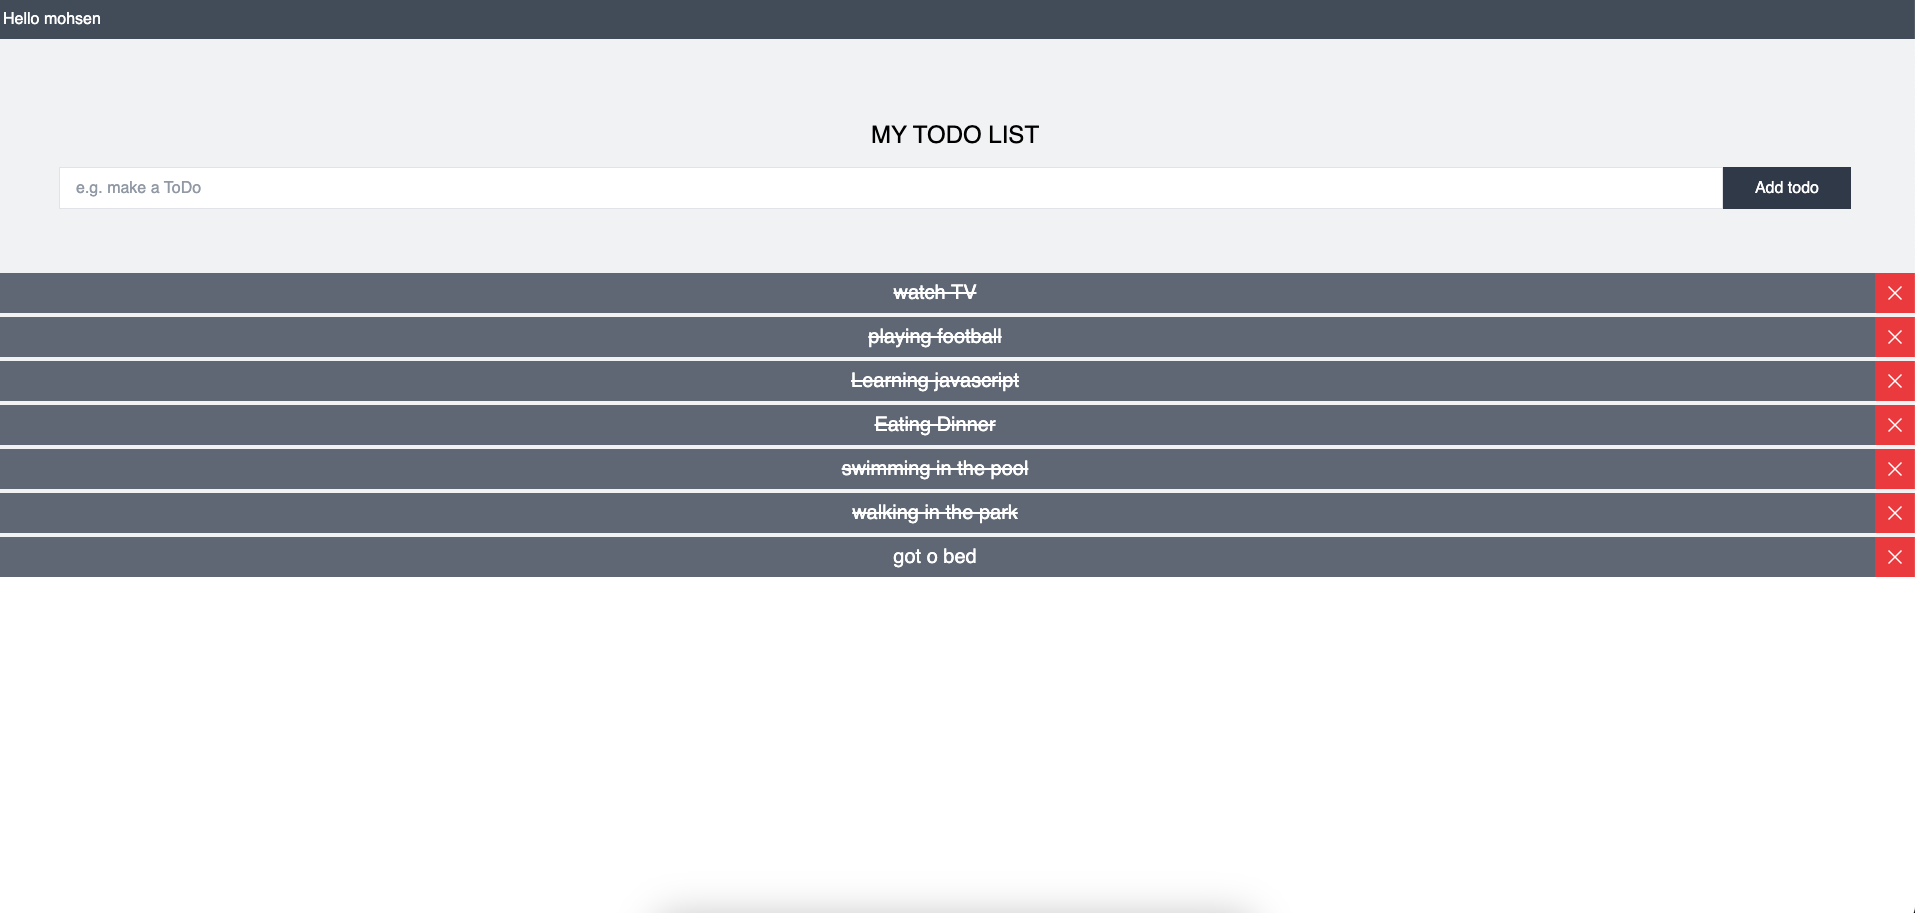 Hello mohsen
MY TODO LIST
e.g. make a ToDo
Add todo
watch TV
playing football
Learning javascript
Eating Dinner
swimming in the pool
walking in the park
got o bed